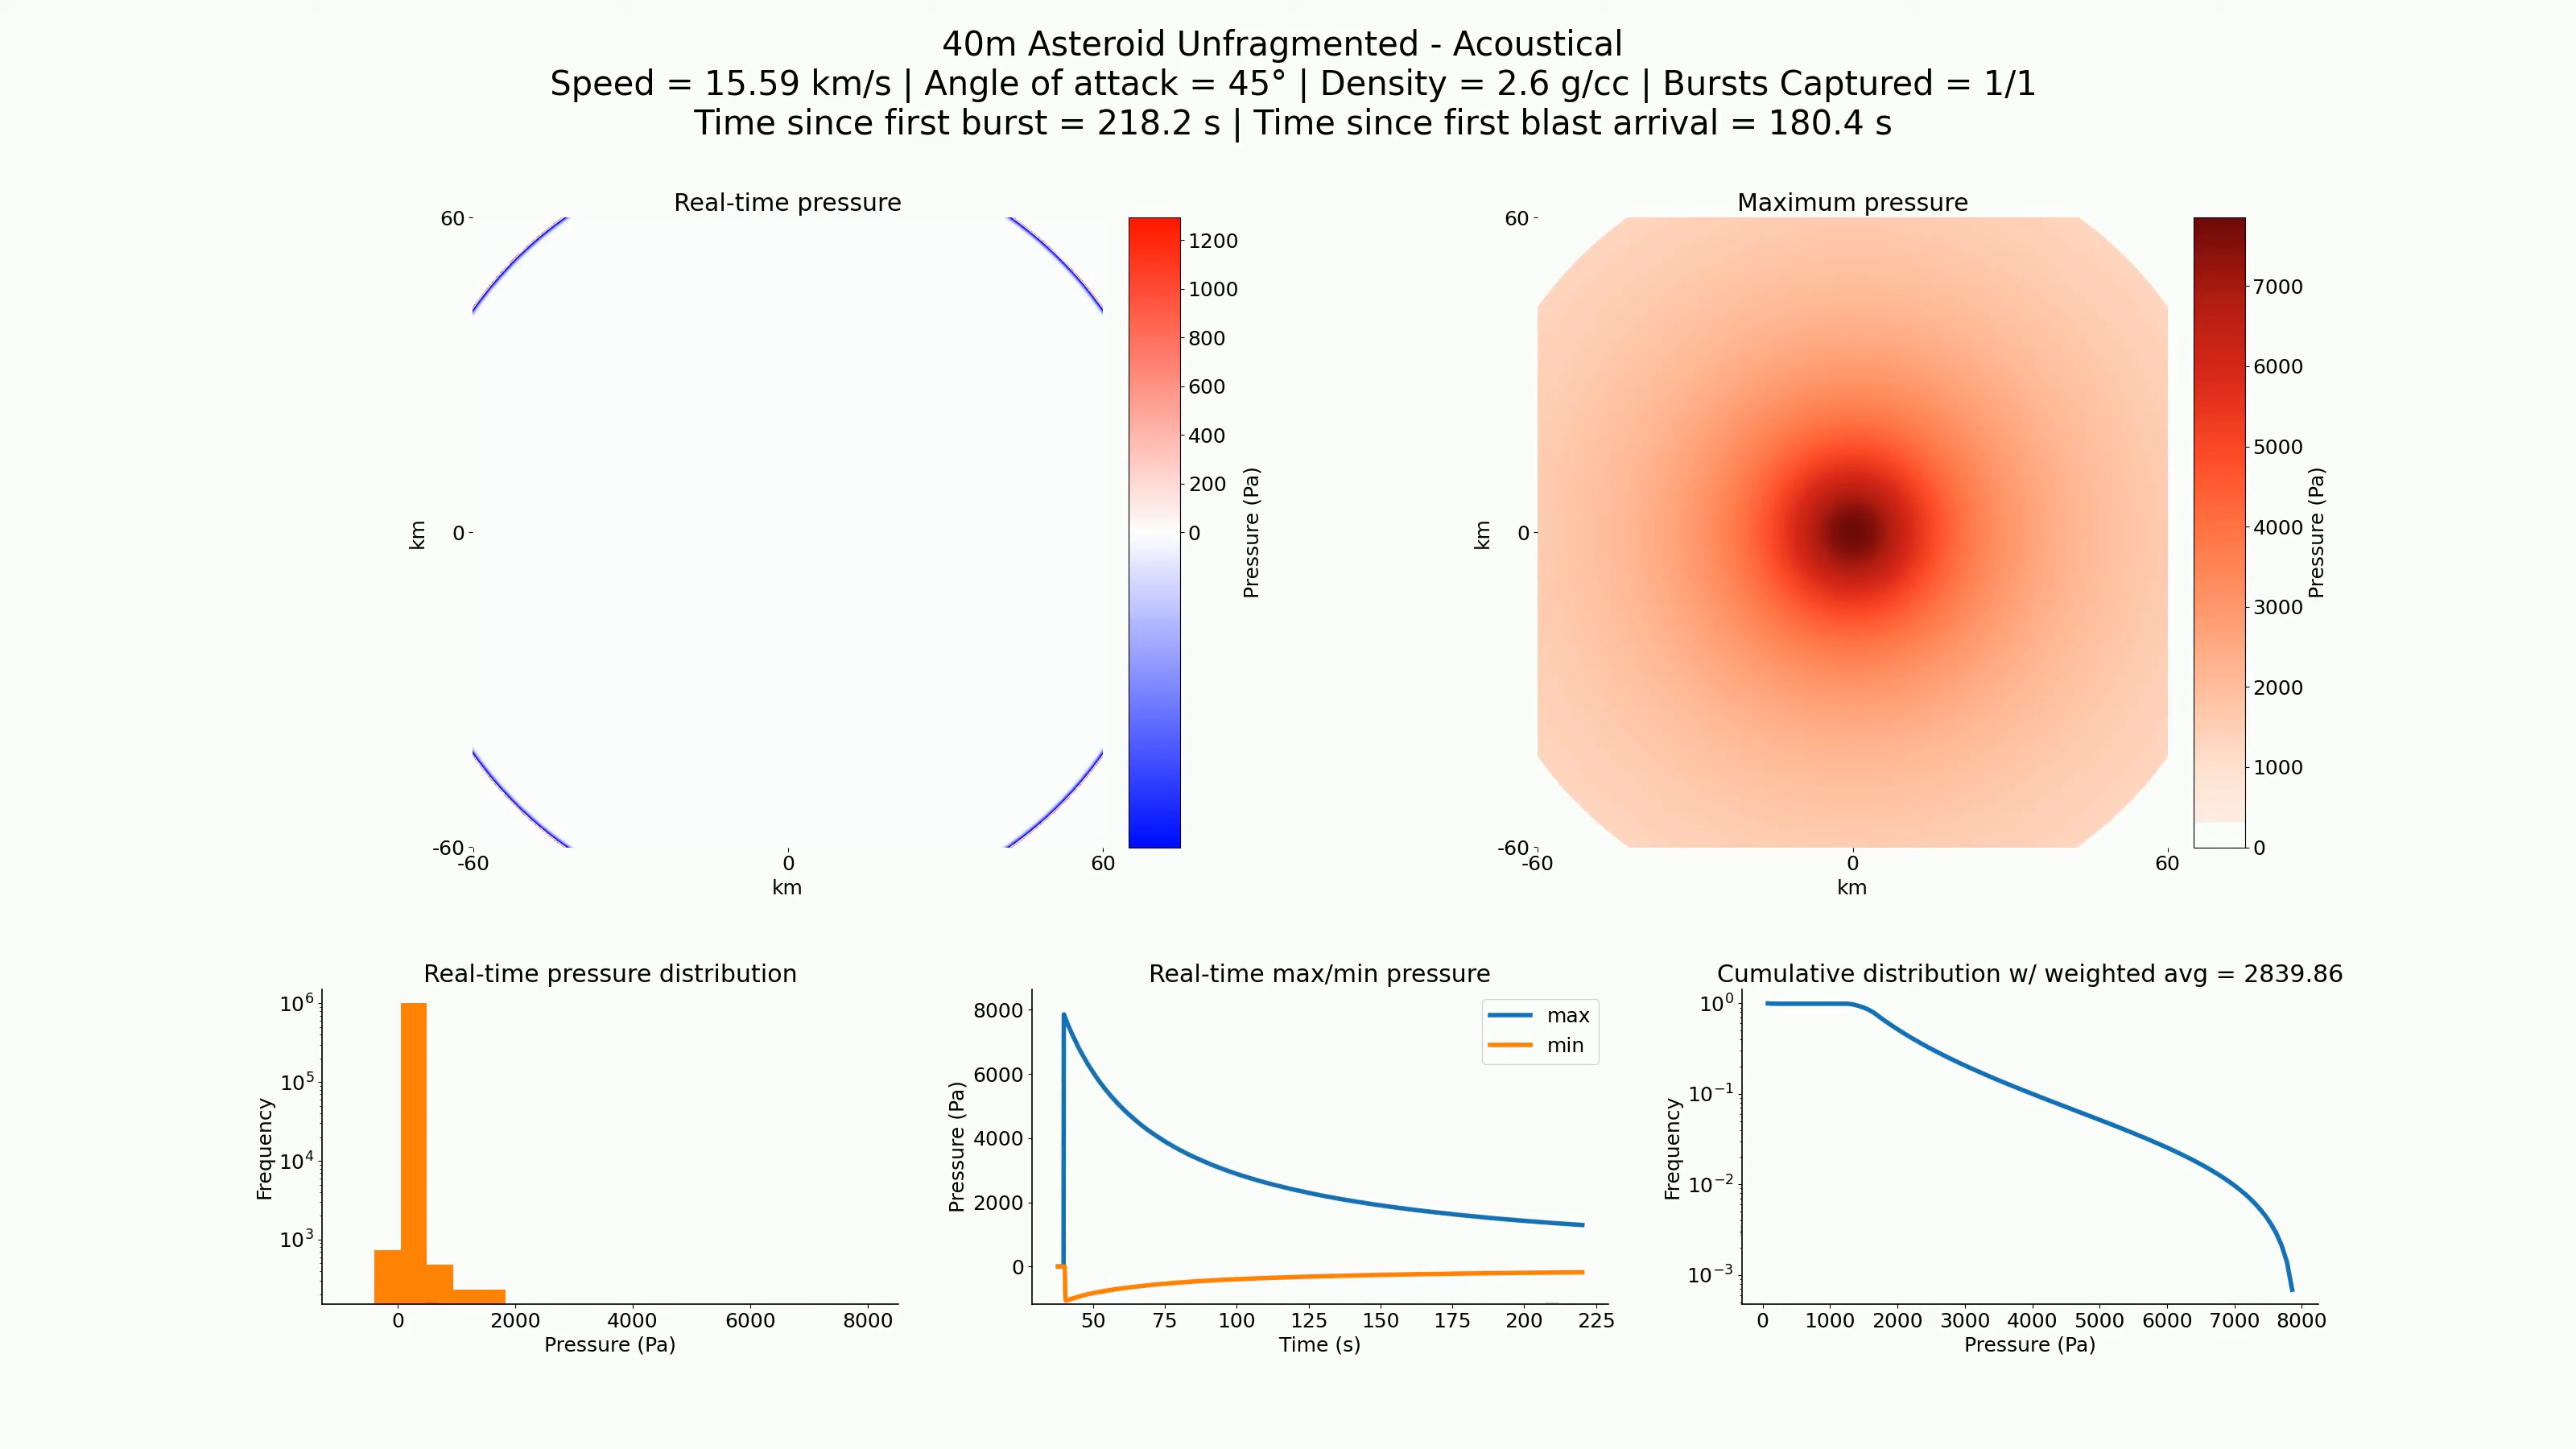 40m Asteroid Unfragmented - Acoustical
Speed = 15.59 km/s | Angle of attack = 45° | Density = 2.6 g/cc | Bursts Captured = 1/1
Time since first burst = 218.2 s | Time since first blast arrival = 180.4 s
Real-time pressure
60
0
-60
km
-60 0 60
km
1200
1000
800
600
400
200
0
Pressure (Pa)
Maximum pressure
60
0
-60
km
-60 0 60
km
7000
6000
5000
4000
3000
2000
1000
0
Pressure (Pa)
Real-time pressure distribution
10⁶
10⁵
10⁴
10³
Frequency
0 2000 4000 6000 8000
Pressure (Pa)
Real-time max/min pressure
max
min
8000
6000
4000
2000
0
Pressure (Pa)
50 75 100 125 150 175 200 225
Time (s)
Cumulative distribution w/ weighted avg = 2839.86
10⁰
10⁻¹
10⁻²
10⁻³
Frequency
0 1000 2000 3000 4000 5000 6000 7000 8000
Pressure (Pa)